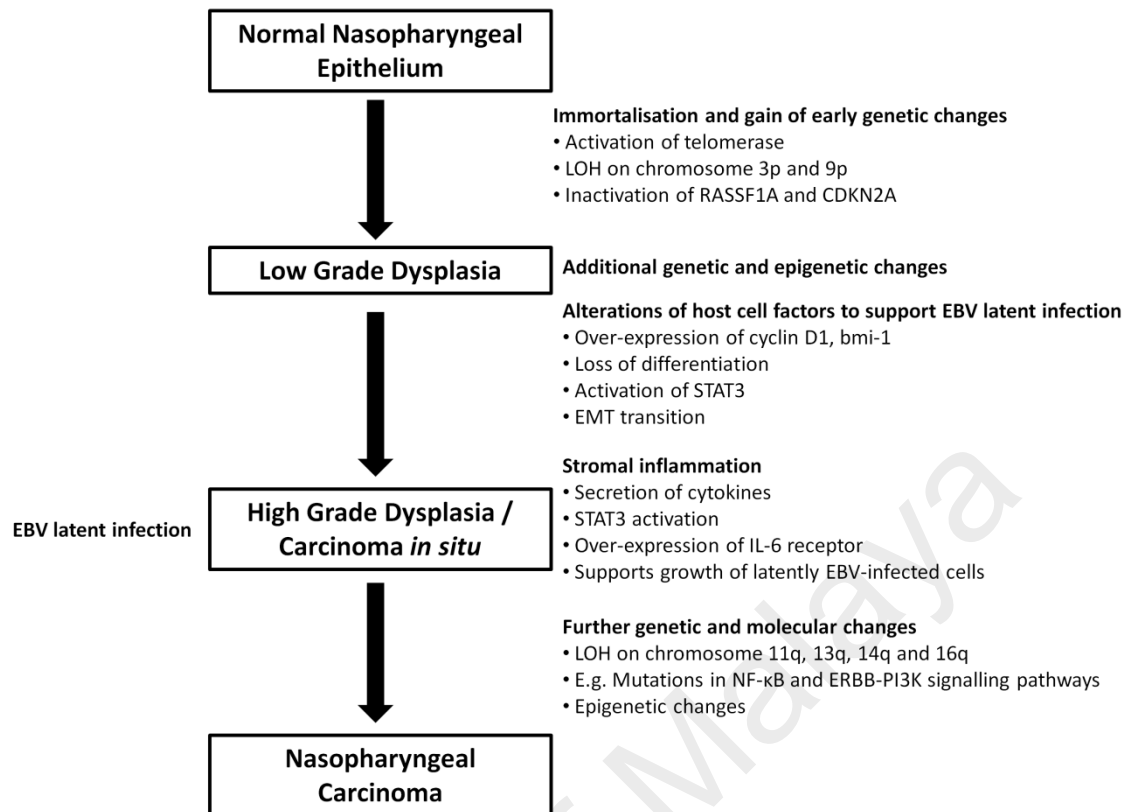 Normal Nasopharyngeal
Epithelium
Immortalisation and gain of early genetic changes
• Activation of telomerase
• LOH on chromosome 3p and 9p
• Inactivation of RASSF1A and CDKN2A
Low Grade Dysplasia
Additional genetic and epigenetic changes
Alterations of host cell factors to support EBV latent infection
• Over-expression of cyclin D1, bmi-1
• Loss of differentiation
• Activation of STAT3
• EMT transition
EBV latent infection
High Grade Dysplasia /
Carcinoma in situ
Stromal inflammation
• Secretion of cytokines
• STAT3 activation
• Over-expression of IL-6 receptor
• Supports growth of latently EBV-infected cells
Further genetic and molecular changes
• LOH on chromosome 11q, 13q, 14q and 16q
• E.g. Mutations in NF-κB and ERBB-PI3K signalling pathways
• Epigenetic changes
Nasopharyngeal
Carcinoma
of Malaya